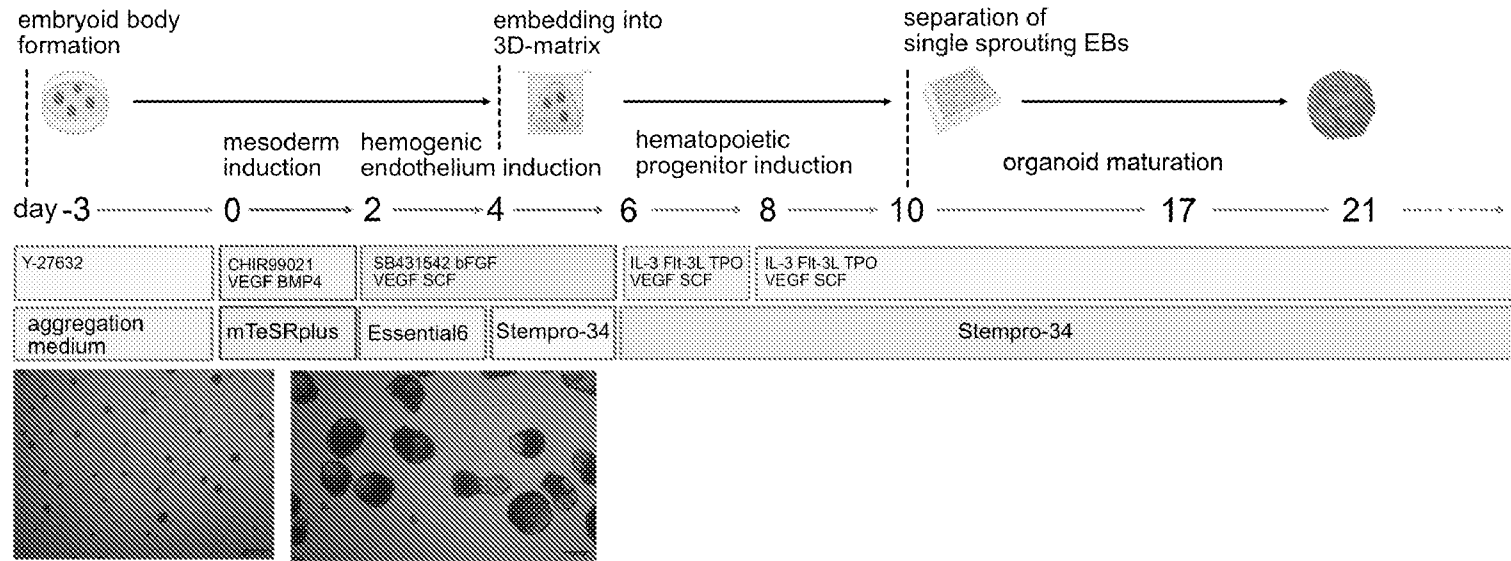 embryoid body
formation
embedding into
3D-matrix
separation of
single sprouting EBs
mesoderm
induction
hemogenic
endothelium induction
hematopoietic
progenitor induction
organoid maturation
day -3 0 2 4 6 8 10 17 21
Y-27632
CHIR99021
VEGF BMP4
SB431542 bFGF
VEGF SCF
IL-3 Flt-3L TPO
VEGF SCF
IL-3 Flt-3L TPO
VEGF SCF
aggregation
medium
mTeSRplus
Essential6
Stempro-34
Stempro-34